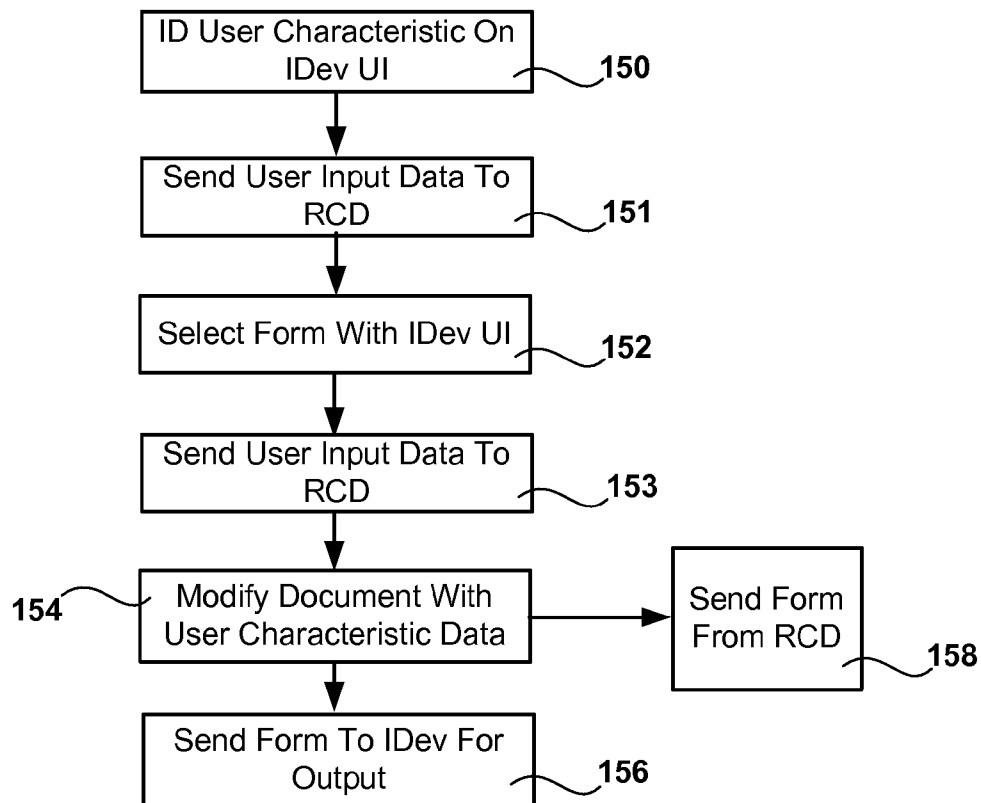 ID User Characteristic On
IDev UI
150
Send User Input Data To
RCD
151
Select Form With IDev UI
152
Send User Input Data To
RCD
153
154
Modify Document With
User Characteristic Data
Send Form
From RCD
158
Send Form To IDev For
Output
156